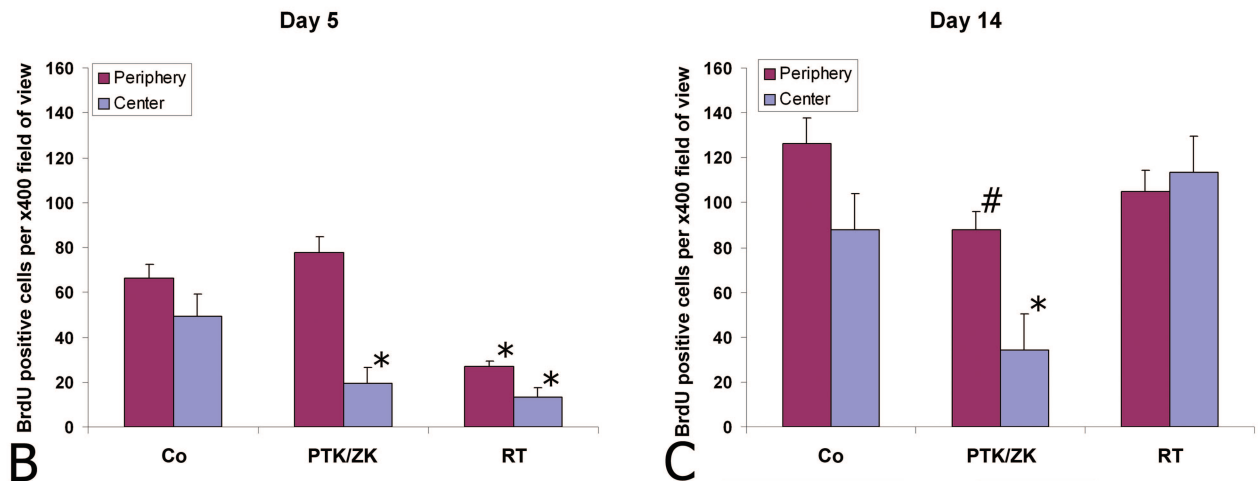 Day 5
BrdU positive cells per x400 field of view
160
140
120
100
80
60
40
20
0
Periphery
Center
*
*
*
Co
PTK/ZK
RT
B
Day 14
BrdU positive cells per x400 field of view
160
140
120
100
80
60
40
20
0
Periphery
Center
#
*
Co
PTK/ZK
RT
C